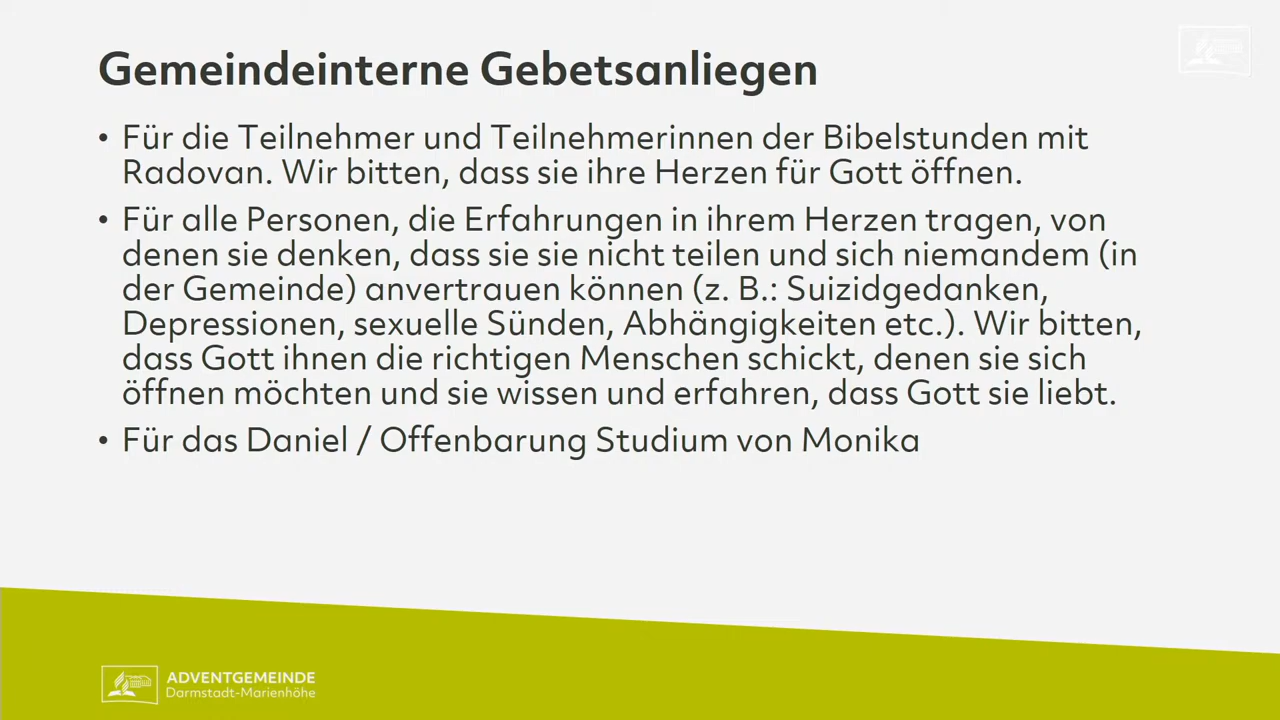 Gemeindeinterne Gebetsanliegen
• Für die Teilnehmer und Teilnehmerinnen der Bibelstunden mit
Radovan. Wir bitten, dass sie ihre Herzen für Gott öffnen.
• Für alle Personen, die Erfahrungen in ihrem Herzen tragen, von
denen sie denken, dass sie sie nicht teilen und sich niemandem (in
der Gemeinde) anvertrauen können (z. B.: Suizidgedanken,
Depressionen, sexuelle Sünden, Abhängigkeiten etc.). Wir bitten,
dass Gott ihnen die richtigen Menschen schickt, denen sie sich
öffnen möchten und sie wissen und erfahren, dass Gott sie liebt.
• Für das Daniel / Offenbarung Studium von Monika
ADVENTGEMEINDE
Darmstadt-Marienhöhe